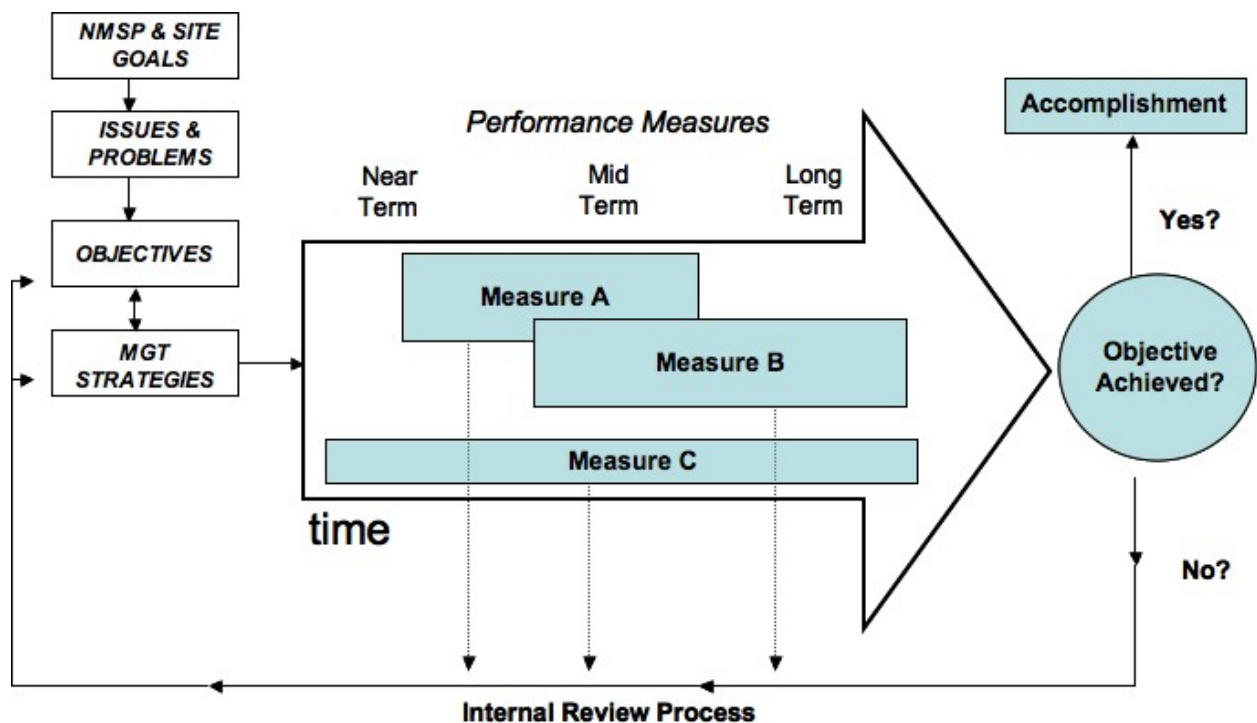 NMSP & SITE
GOALS
ISSUES &
PROBLEMS
OBJECTIVES
MGT
STRATEGIES
Performance Measures
Near
Term
Mid
Term
Long
Term
Measure A
Measure B
Measure C
time
Accomplishment
Yes?
Objective
Achieved?
No?
Internal Review Process